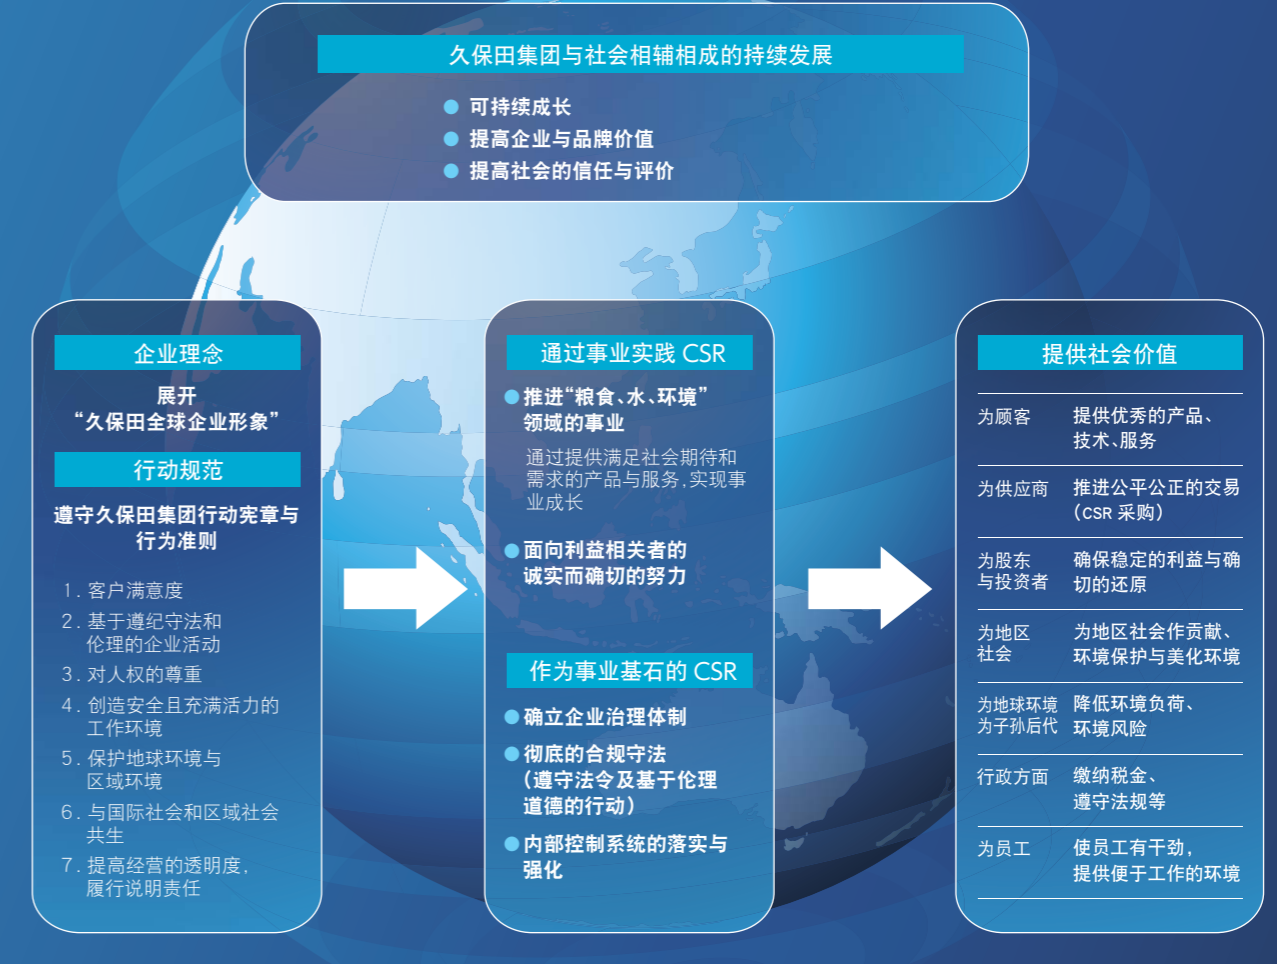 久保田集团与社会相辅相成的持续发展
● 可持续成长
● 提高企业与品牌价值
● 提高社会的信任与评价
企业理念
展开
“久保田全球企业形象”
行动规范
遵守久保田集团行动宪章与
行为准则
1. 客户满意度
2. 基于遵纪守法和
伦理的企业活动
3. 对人权的尊重
4. 创造安全且充满活力的
工作环境
5. 保护地球环境与
区域环境
6. 与国际社会和区域社会
共生
7. 提高经营的透明度,
履行说明责任
通过事业实践 CSR
● 推进“粮食、水、环境”
领域的事业
通过提供满足社会期待和
需求的产品与服务,实现事
业成长
● 面向利益相关者的
诚实而确切的努力
作为事业基石的 CSR
● 确立企业治理体制
● 彻底的合规守法
(遵守法令及基于伦理
道德的行动)
● 内部控制系统的落实与
强化
提供社会价值
为顾客 提供优秀的产品、
技术、服务
为供应商 推进公平公正的交易
(CSR 采购)
为股东 确保稳定的利益与确
与投资者 切的还原
为地区 为地区社会作贡献、
社会 环境保护与美化环境
为地球环境 降低环境负荷、
为子孙后代 环境风险
行政方面 缴纳税金、
遵守法规等
为员工 使员工有干劲,
提供便于工作的环境